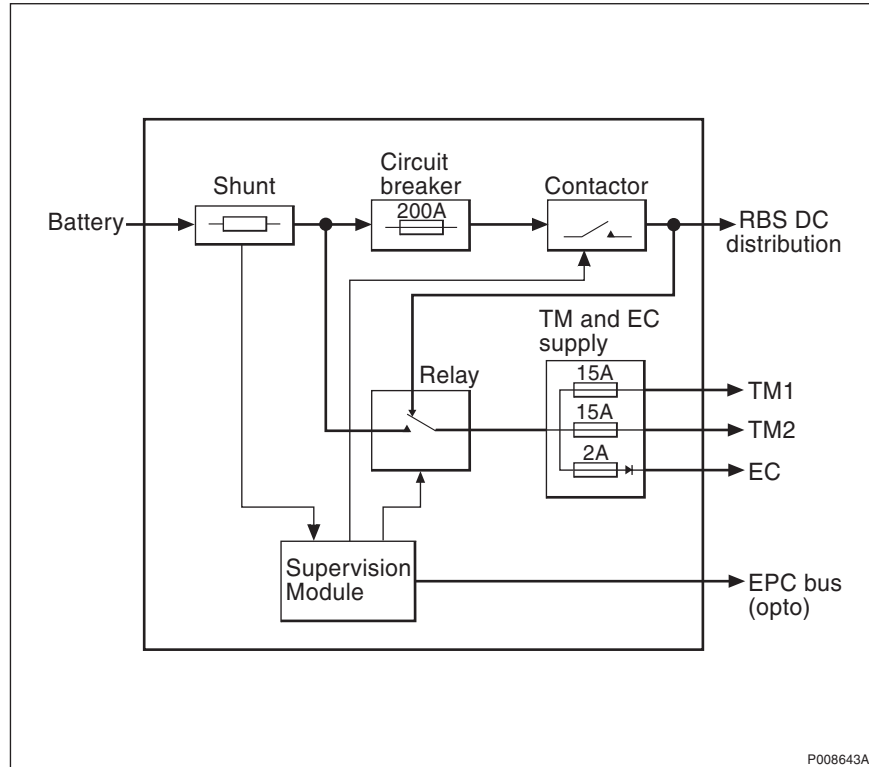 Shunt
Circuit
breaker
200A
Contactor
Battery
RBS DC
distribution
TM and EC
supply
15A
15A
2A
Relay
TM1
TM2
EC
Supervision
Module
EPC bus
(opto)
P008643A